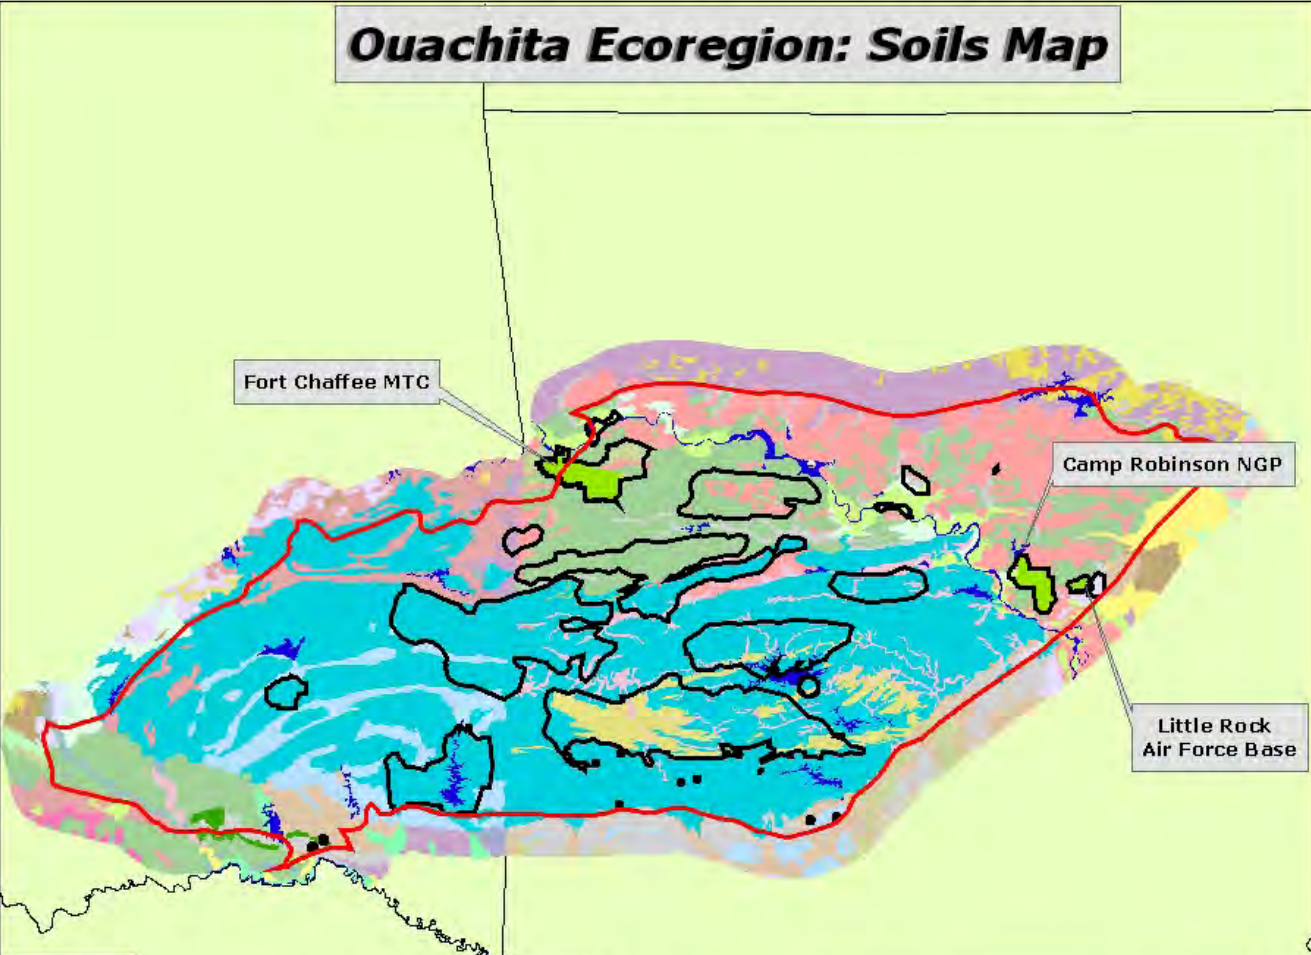 Ouachita Ecoregion: Soils Map
Fort Chaffee MTC
Camp Robinson NGP
Little Rock
Air Force Base